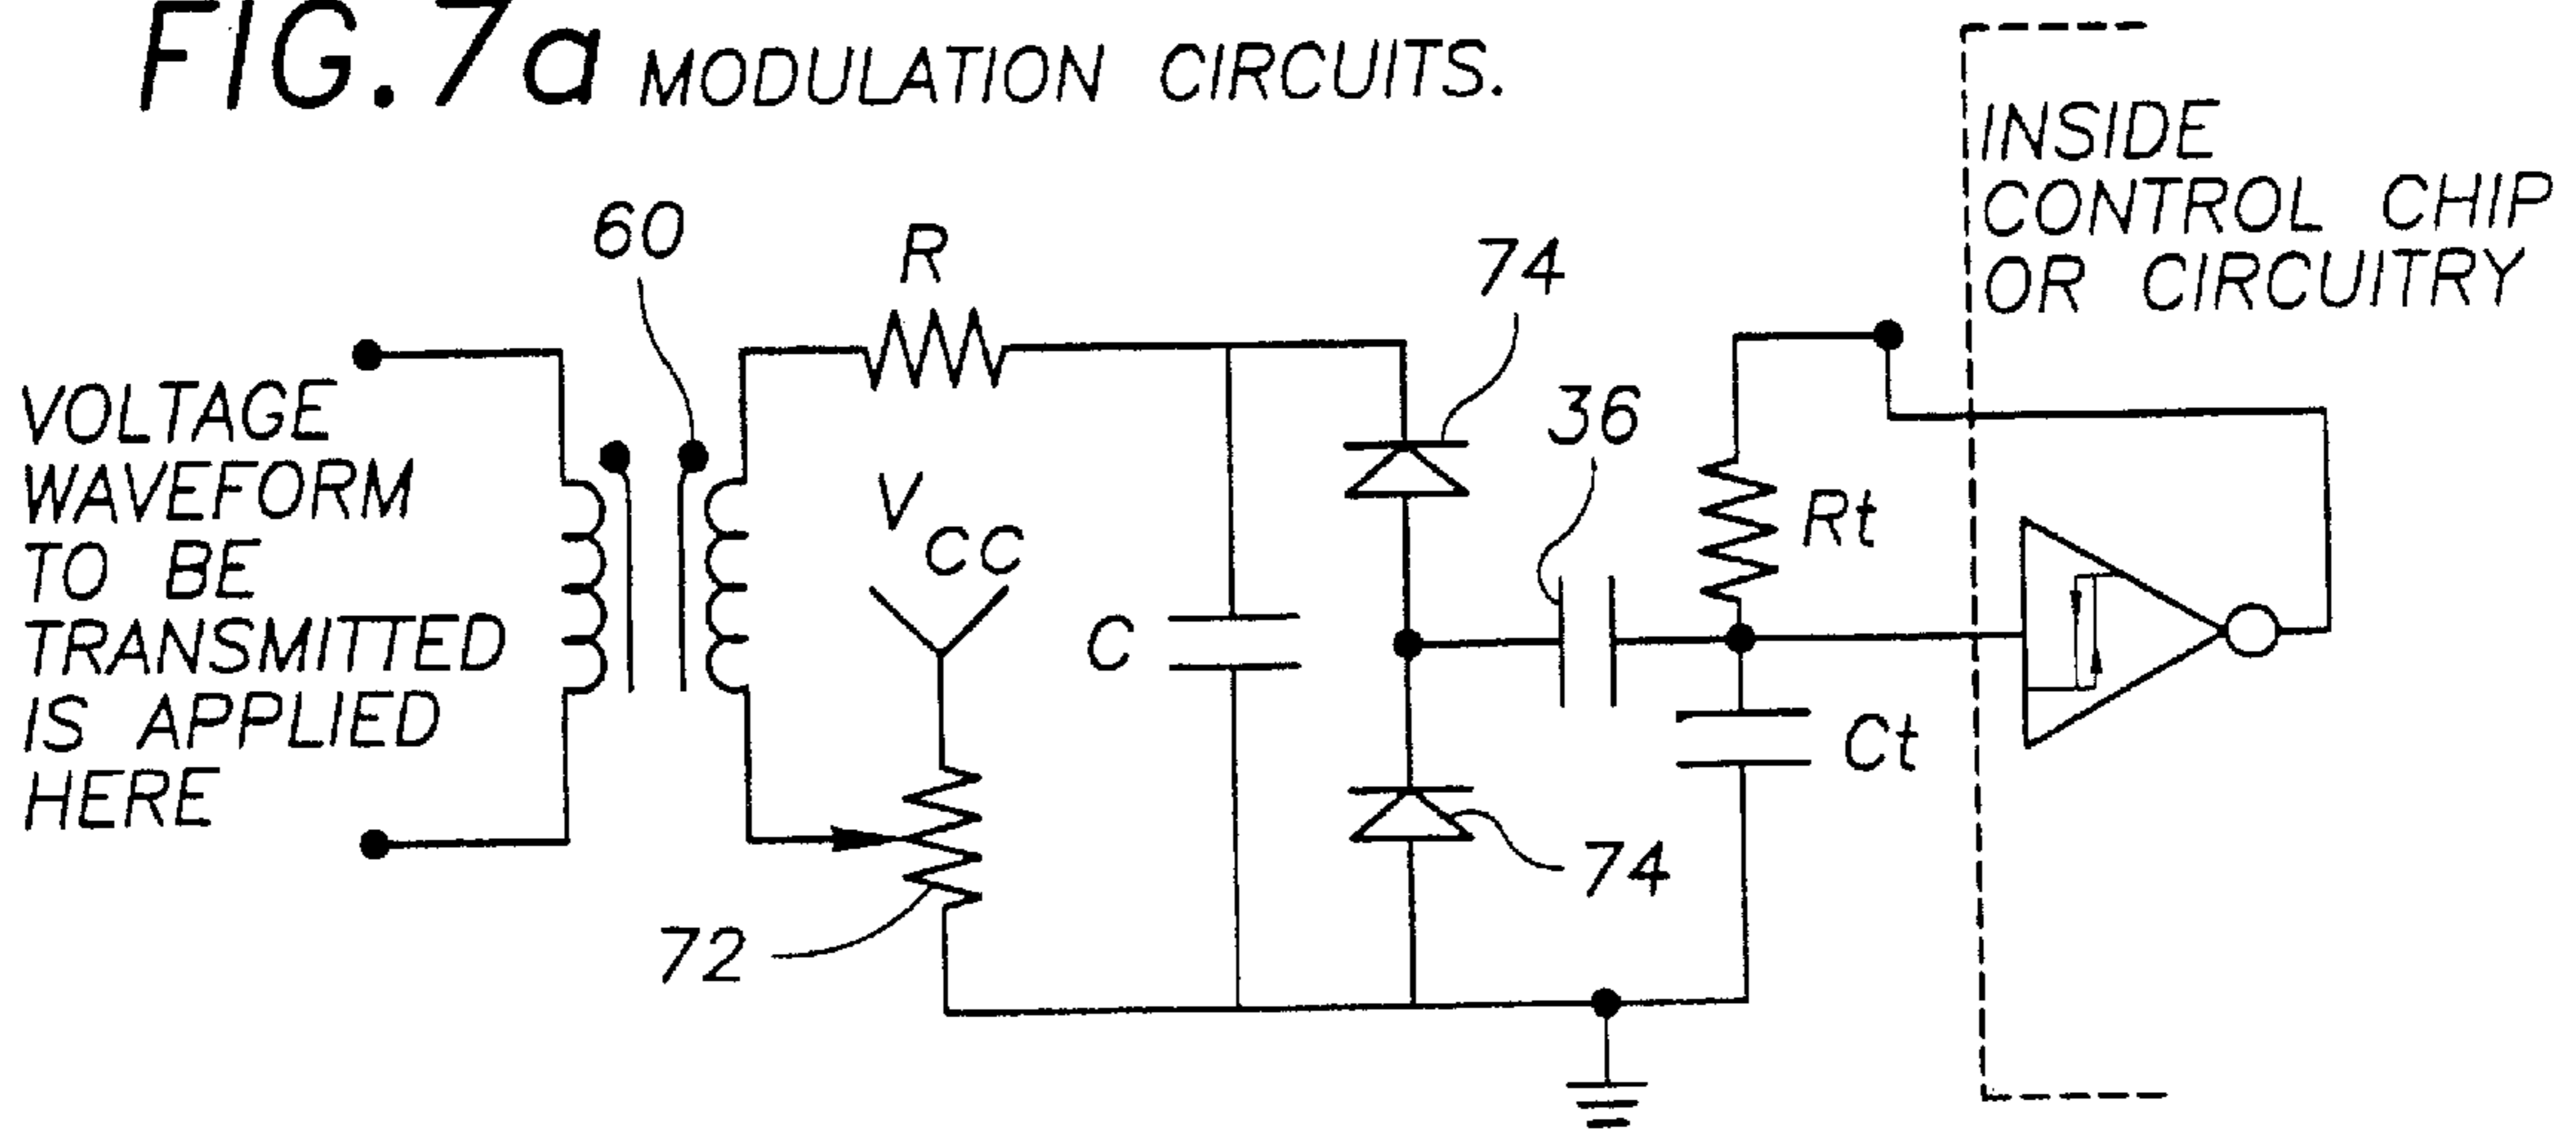 FIG. 7a MODULATION CIRCUITS.
INSIDE
CONTROL CHIP
OR CIRCUITRY
60
R
74
36
VOLTAGE
WAVEFORM
TO BE
TRANSMITTED
IS APPLIED
HERE
VCC
C
Rt
Ct
74
72